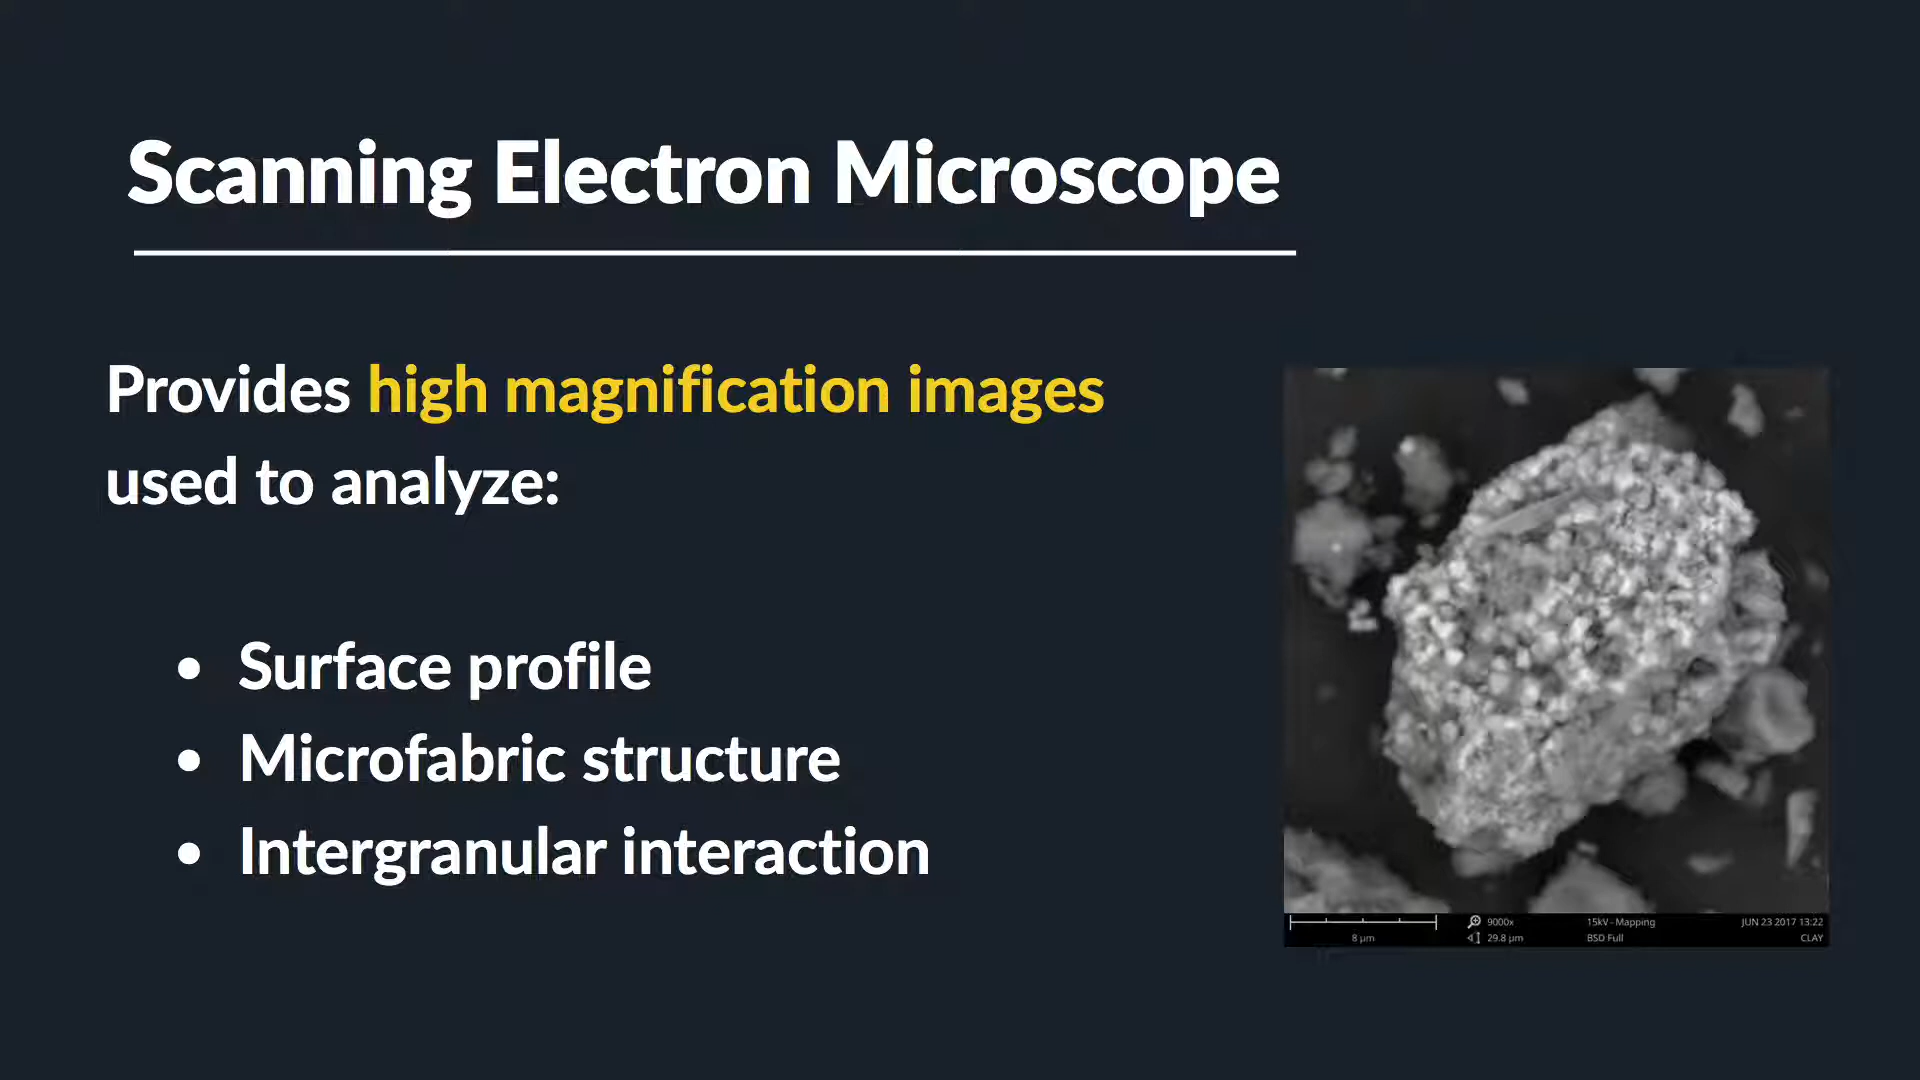 Scanning Electron Microscope
Provides high magnification images
used to analyze:
• Surface profile
• Microfabric structure
• Intergranular interaction
8 µm
9000x
29.8 µm
15kV - Mapping
BSD Full
JUN 23 2017 13:22
CLAY